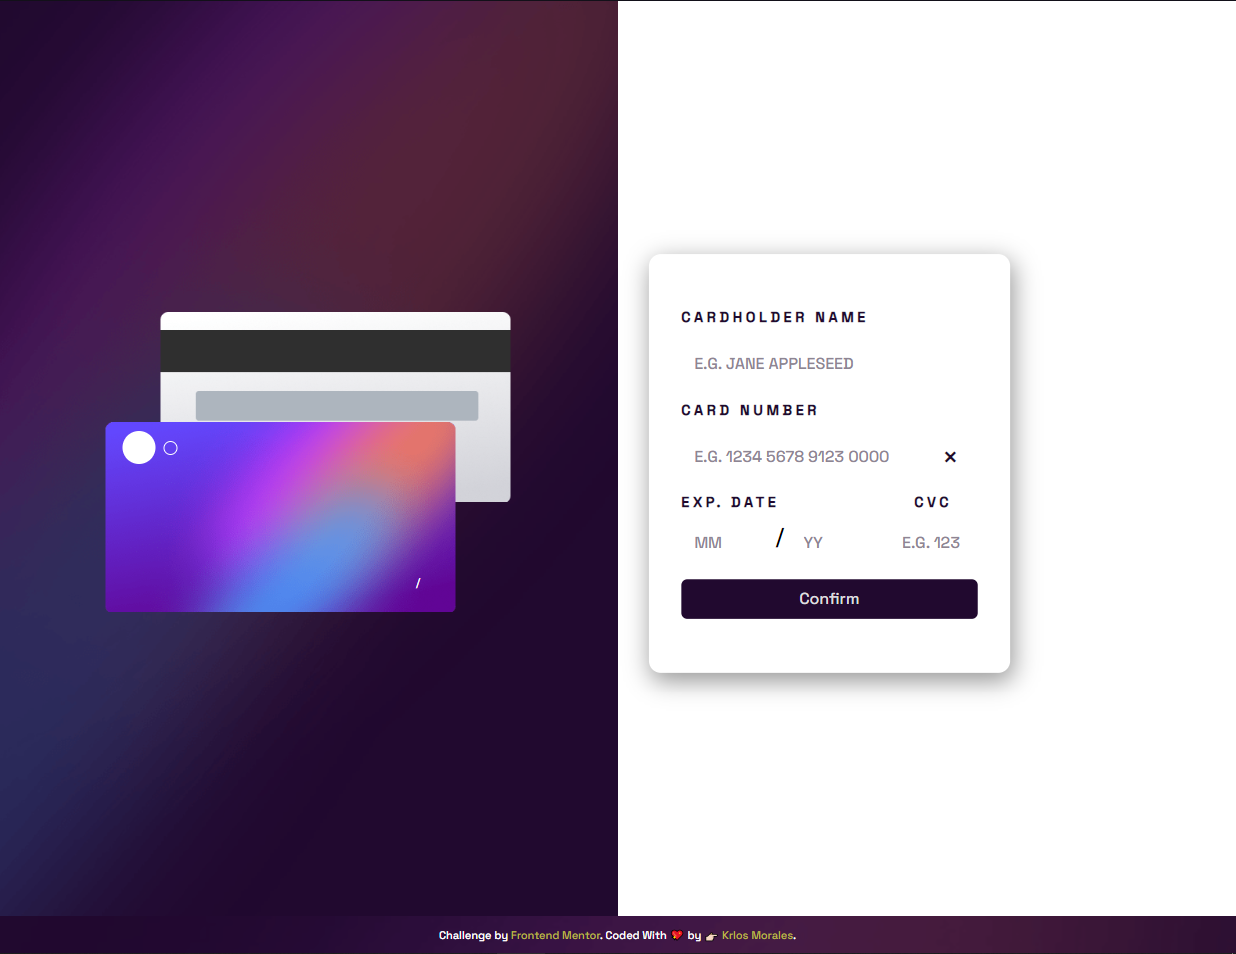 CARDHOLDER NAME
E.G. JANE APPLESEED
CARD NUMBER
E.G. 1234 5678 9123 0000 ×
EXP. DATE CVC
MM / YY E.G. 123
/
Confirm
Challenge by Frontend Mentor. Coded With 💖 by 👉🏻 Krlos Morales.